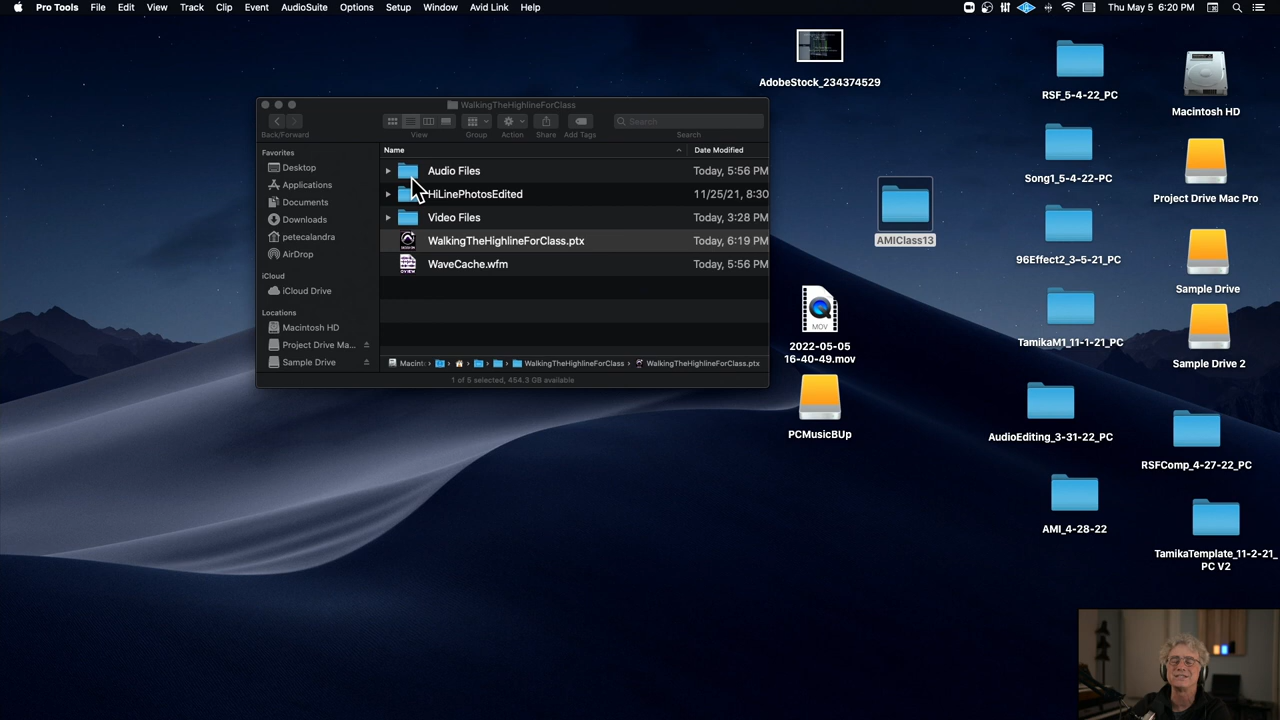 Pro Tools File Edit View Track Clip Event AudioSuite Options Setup Window Avid Link Help
Thu May 5 6:20 PM
WalkingTheHighlineForClass
Search
Back/Forward View Group Action Share Add Tags Search
Favorites
Desktop
Applications
Documents
Downloads
petecalandra
AirDrop
iCloud
iCloud Drive
Locations
Macintosh HD
Project Drive Ma...
Sample Drive
Name Date Modified
Audio Files Today, 5:56 PM
HiLinePhotosEdited 11/25/21, 8:30
Video Files Today, 3:28 PM
WalkingTheHighlineForClass.ptx Today, 6:19 PM
WaveCache.wfm Today, 5:56 PM
Macint WalkingTheHighlineForClass WalkingTheHighlineForClass.ptx
1 of 5 selected, 454.3 GB available
AdobeStock_234374529
AMIClass13
MOV
2022-05-05
16-40-49.mov
PCMusicBUp
RSF_5-4-22_PC
Song1_5-4-22-PC
96Effect2_3-5-21_PC
TamikaM1_11-1-21_PC
AudioEditing_3-31-22_PC
AMI_4-28-22
Macintosh HD
Project Drive Mac Pro
Sample Drive
Sample Drive 2
RSFComp_4-27-22_PC
TamikaTemplate_11-2-21_
PC V2